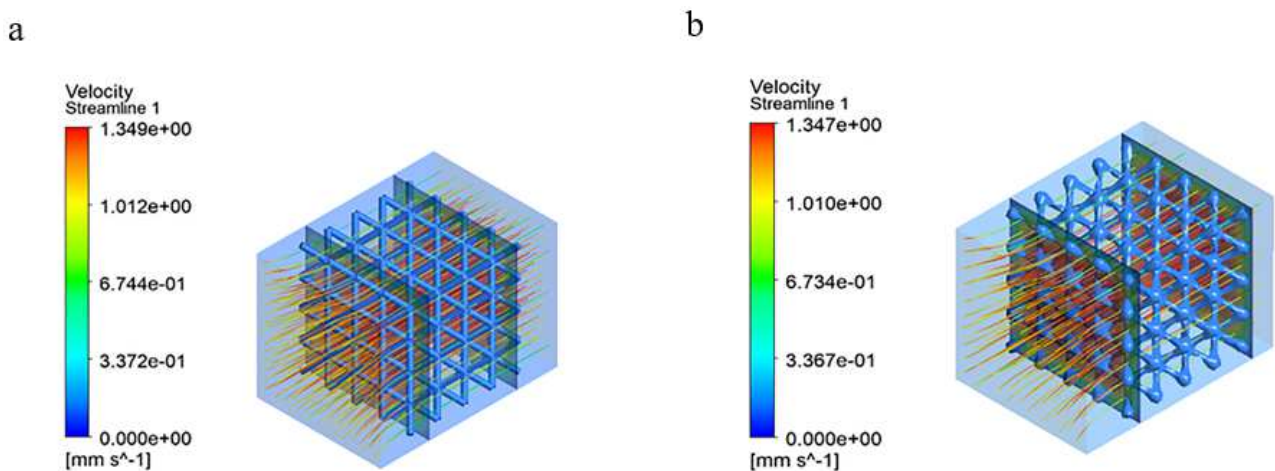 a
Velocity
Streamline 1
1.349e+00
1.012e+00
6.744e-01
3.372e-01
0.000e+00
[mm s^-1]
b
Velocity
Streamline 1
1.347e+00
1.010e+00
6.734e-01
3.367e-01
0.000e+00
[mm s^-1]